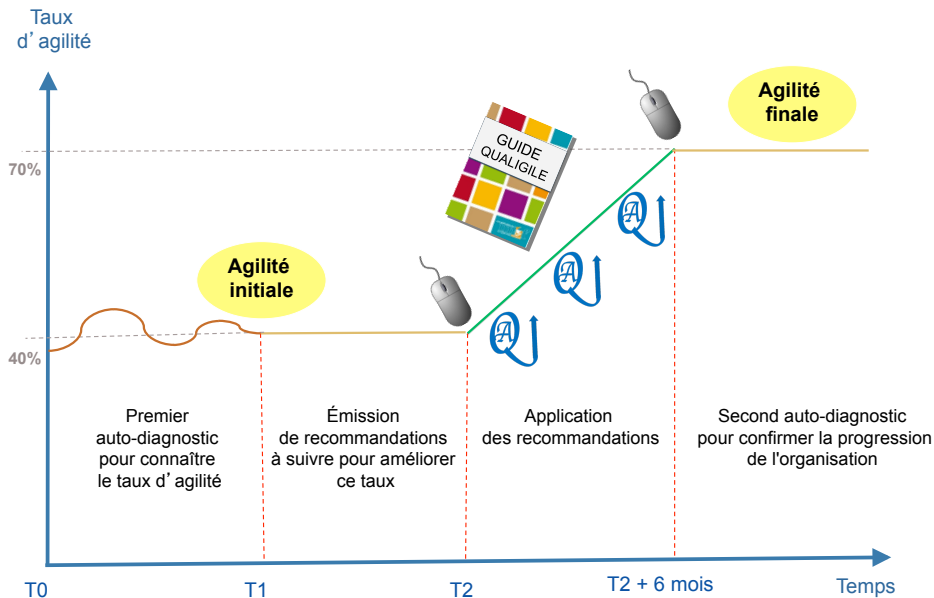 Taux
d'agilité
Agilité
finale
GUIDE
QUALIGILE
70%
A
A
Agilité
initiale
A
40%
Premier
auto-diagnostic
pour connaître
le taux d'agilité
Émission
de recommandations
à suivre pour améliorer
ce taux
Application
des recommandations
Second auto-diagnostic
pour confirmer la progression
de l'organisation
T0
T1
T2
T2 + 6 mois
Temps